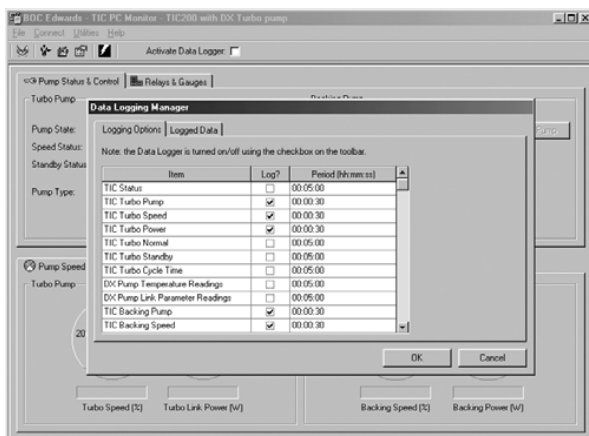 BOC Edwards - TIC PC Monitor - TIC200 with DX Turbo pump
File Connect Utilities Help
Activate Data Logger:
Pump Status & Control
Relays & Gauges
Turbo Pump
Backing Pump
Data Logging Manager
Logging Options
Logged Data
Note: the Data Logger is turned on/off using the checkbox on the toolbar.
Pump State:
Speed Status:
Standby Status
Pump Type:
Pump
Item Log? Period (hh:mm:ss)
TIC Status 00:05:00
TIC Turbo Pump 00:00:30
TIC Turbo Speed 00:00:30
TIC Turbo Power 00:00:30
TIC Turbo Normal 00:05:00
TIC Turbo Standby 00:05:00
TIC Turbo Cycle Time 00:05:00
DX Pump Temperature Readings 00:05:00
DX Pump Link Parameter Readings 00:05:00
TIC Backing Pump 00:00:30
TIC Backing Speed 00:00:30
OK Cancel
Pump Speed
Turbo Pump
20
Turbo Speed (%) Turbo Link Power (W) Backing Speed (%) Backing Power (W)